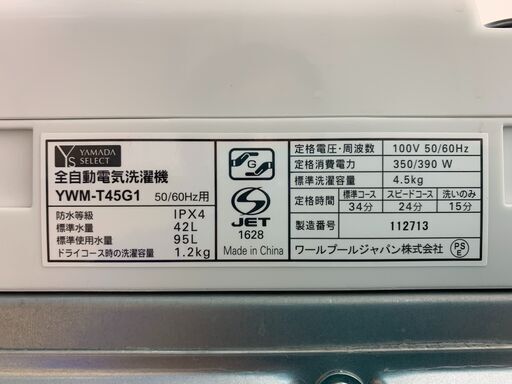 YS YAMADA SELECT
全自動電気洗濯機
YWM-T45G1 50/60Hz用
防水等級 IPX4
標準水量 42L
標準使用水量 95L
ドライコース時の洗濯容量 1.2kg
G
S
JET
1628
Made in China
定格電圧・周波数 100V 50/60Hz
定格消費電力 350/390 W
標準洗濯容量 4.5kg
定格時間 標準コース スピードコース 洗いのみ
34分 24分 15分
製造番号 112713
ワールプールジャパン株式会社 PS E